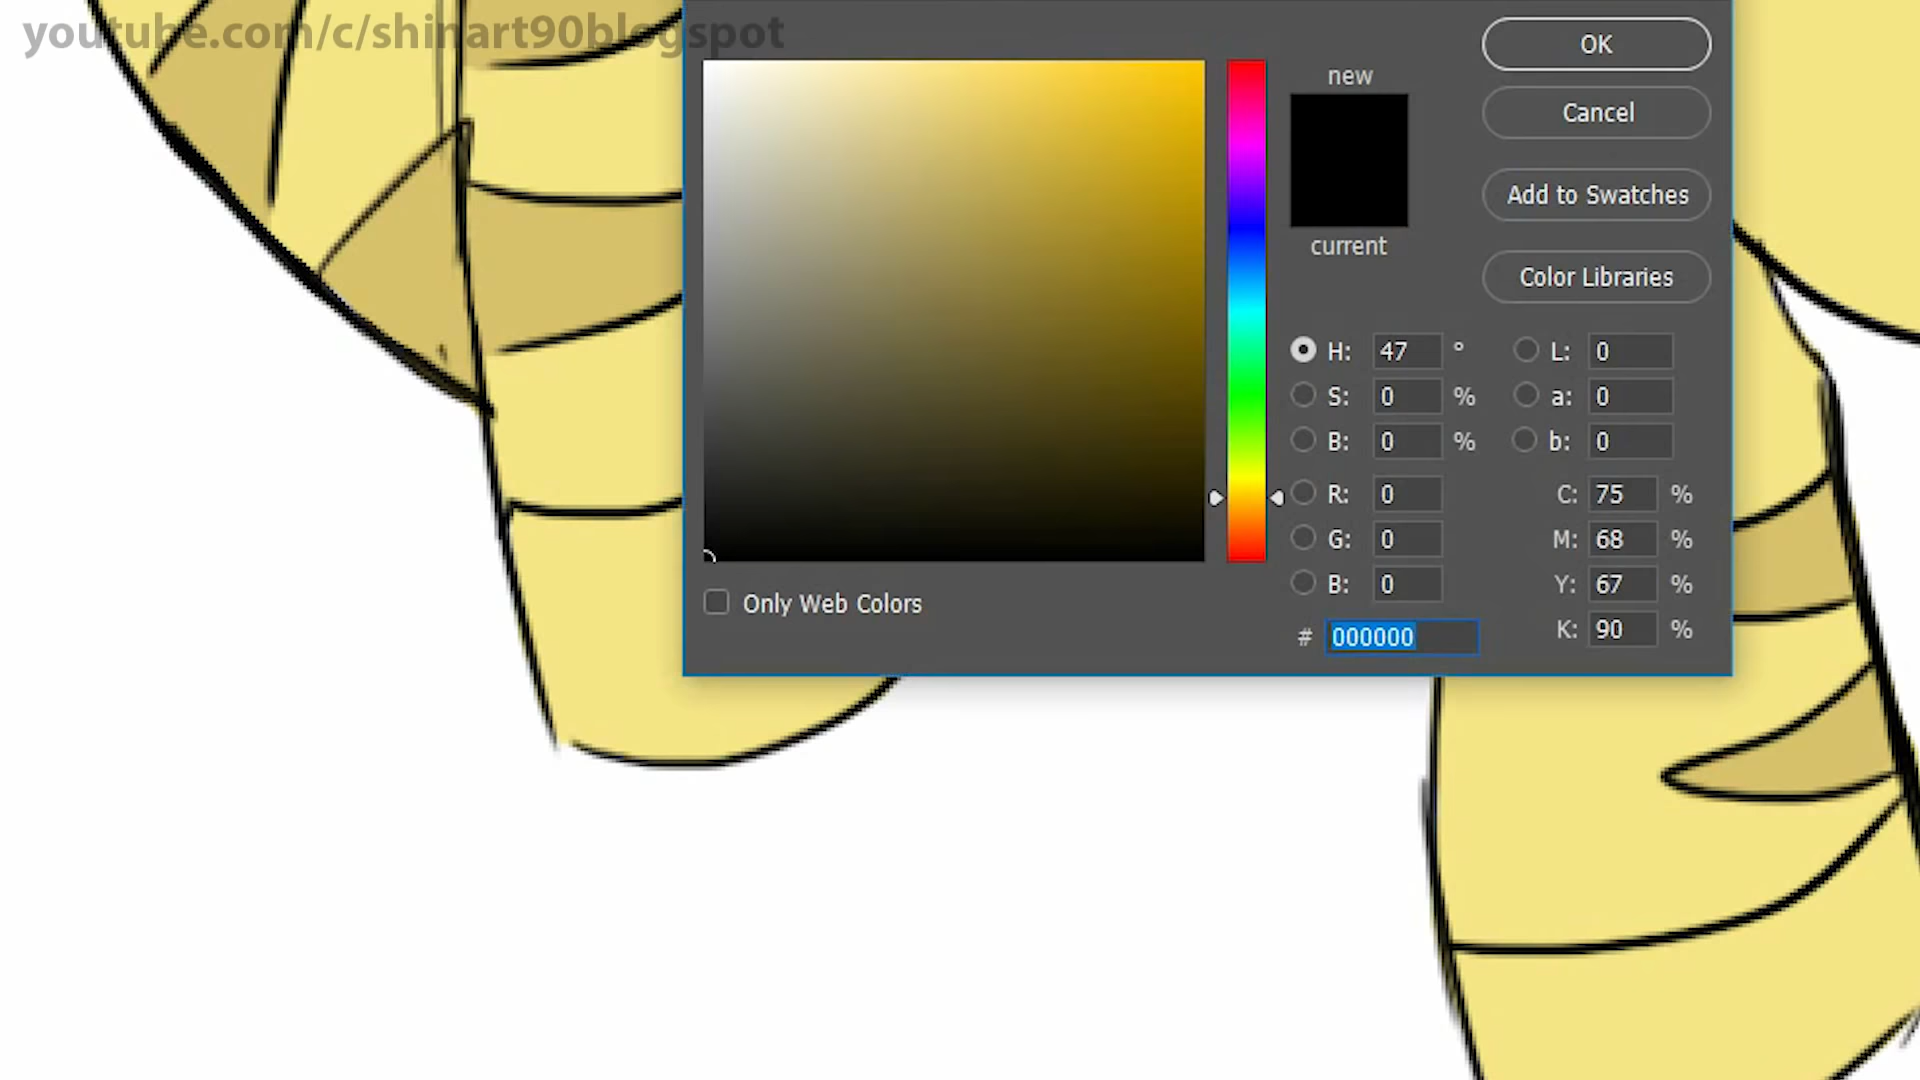 youtube.com/c/shinart90blogspot
OK
new
Cancel
Add to Swatches
current
Color Libraries
H: 47 ° L: 0
S: 0 % a: 0
B: 0 % b: 0
R: 0 C: 75 %
G: 0 M: 68 %
B: 0 Y: 67 %
Only Web Colors
# 000000 K: 90 %